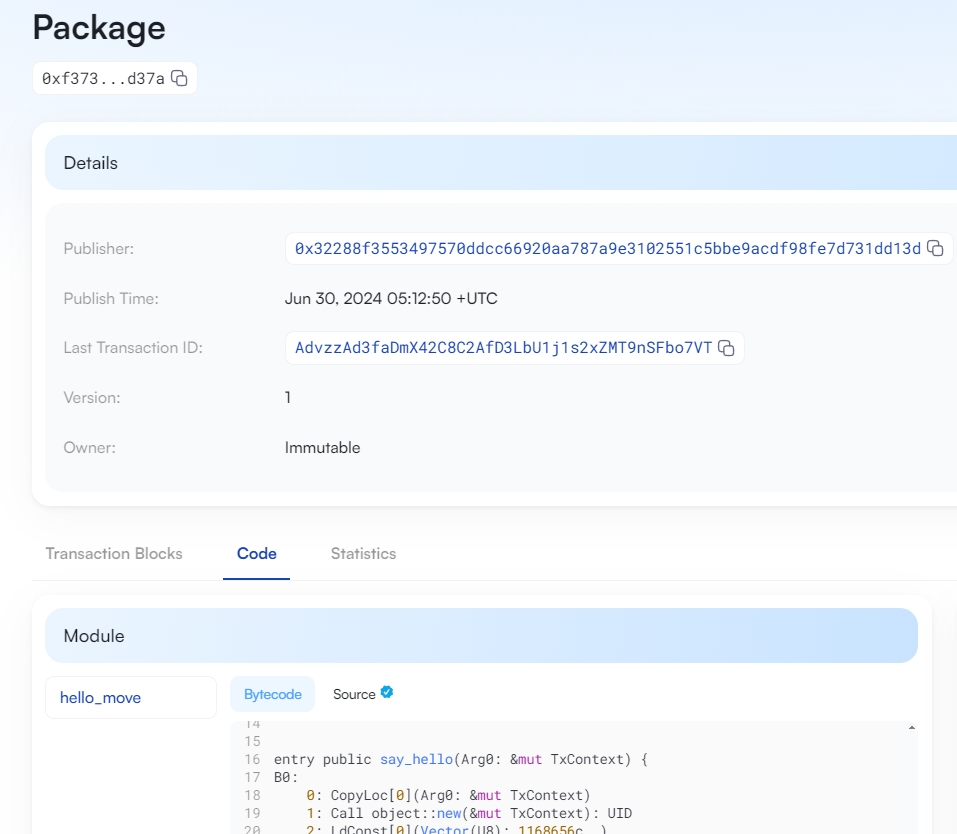 Package
0xf373...d37a
Details
Publisher: 0x32288f3553497570ddcc66920aa787a9e3102551c5bbe9acdf98fe7d731dd13d
Publish Time: Jun 30, 2024 05:12:50 +UTC
Last Transaction ID: AdvzzAd3faDmX42C8C2AfD3LbU1j1s2xZMT9nSFbo7VT
Version: 1
Owner: Immutable
Transaction Blocks Code Statistics
Module
hello_move Bytecode Source
14
15
16 entry public say_hello(Arg0: &mut TxContext) {
17 B0:
18 0: CopyLoc[0](Arg0: &mut TxContext)
19 1: Call object::new(&mut TxContext): UID
20 2: LdConst[0](Vector(U8): 1168656c..)